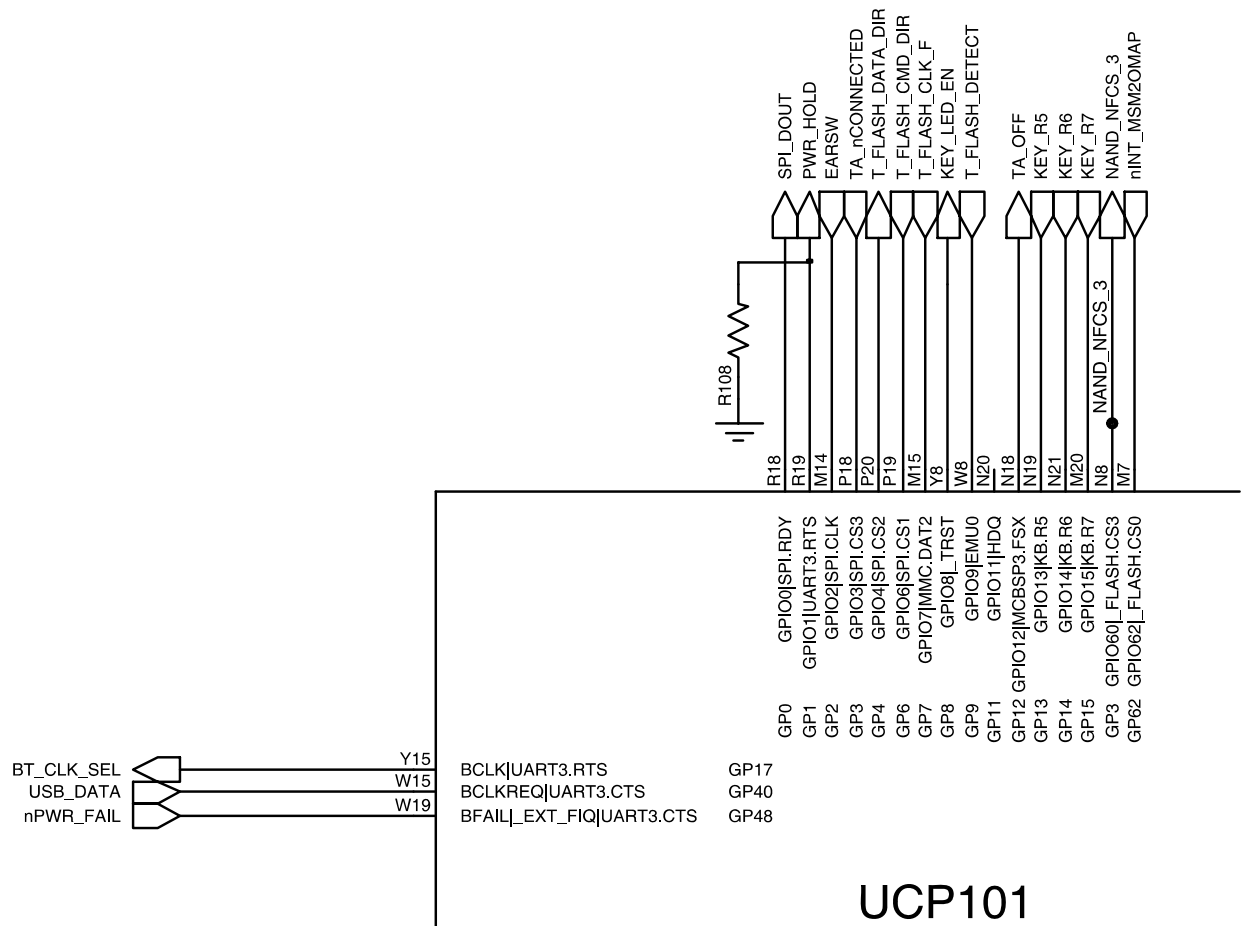 SPI_DOUT
PWR_HOLD
EARSW
TA_nCONNECTED
T_FLASH_DATA_DIR
T_FLASH_CMD_DIR
T_FLASH_CLK_F
KEY_LED_EN
T_FLASH_DETECT
TA_OFF
KEY_R5
KEY_R6
KEY_R7
NAND_NFCS_3
nINT_MSM2OMAP
R108
NAND_NFCS_3
R18
R19
M14
P18
P20
P19
M15
Y8
W8
N20
N18
N19
N21
M20
N8
M7
GPIO0|SPI.RDY
GPIO1|UART3.RTS
GPIO2|SPI.CLK
GPIO3|SPI.CS3
GPIO4|SPI.CS2
GPIO6|SPI.CS1
GPIO7|MMC.DAT2
GPIO8|_TRST
GPIO9|EMU0
GPIO11|HDQ
GPIO12|MCBSP3.FSX
GPIO13|KB.R5
GPIO14|KB.R6
GPIO15|KB.R7
GPIO60|_FLASH.CS3
GPIO62|_FLASH.CS0
GP0
GP1
GP2
GP3
GP4
GP6
GP7
GP8
GP9
GP11
GP12
GP13
GP14
GP15
GP3
GP62
BT_CLK_SEL Y15 BCLK|UART3.RTS GP17
USB_DATA W15 BCLKREQ|UART3.CTS GP40
nPWR_FAIL W19 BFAIL|_EXT_FIQ|UART3.CTS GP48
UCP101